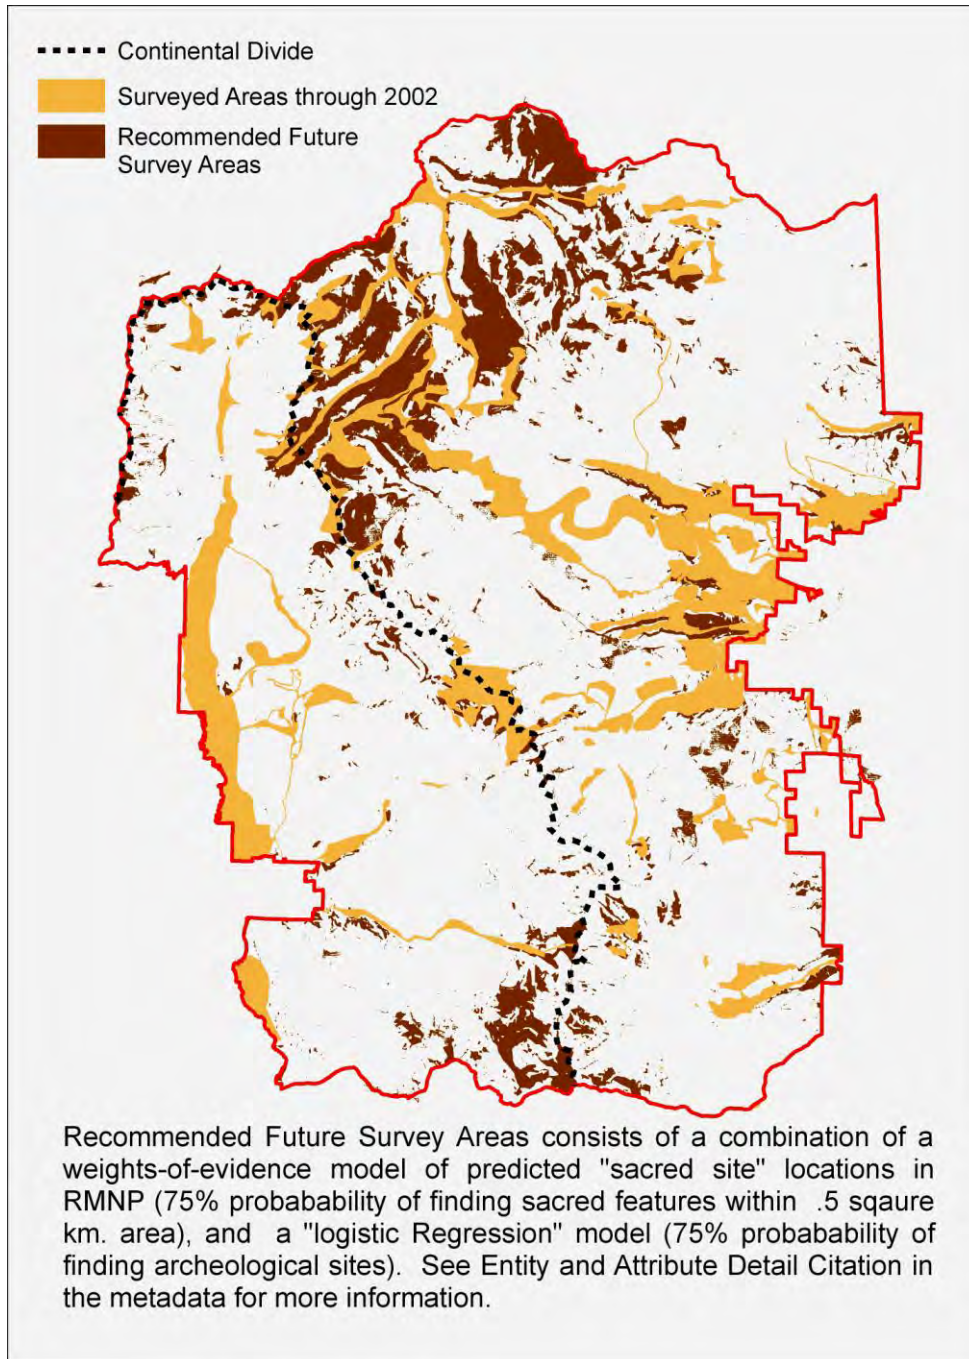 Continental Divide
Surveyed Areas through 2002
Recommended Future
Survey Areas
Recommended Future Survey Areas consists of a combination of a
weights-of-evidence model of predicted "sacred site" locations in
RMNP (75% probabability of finding sacred features within .5 sqaure
km. area), and a "logistic Regression" model (75% probabability of
finding archeological sites). See Entity and Attribute Detail Citation in
the metadata for more information.